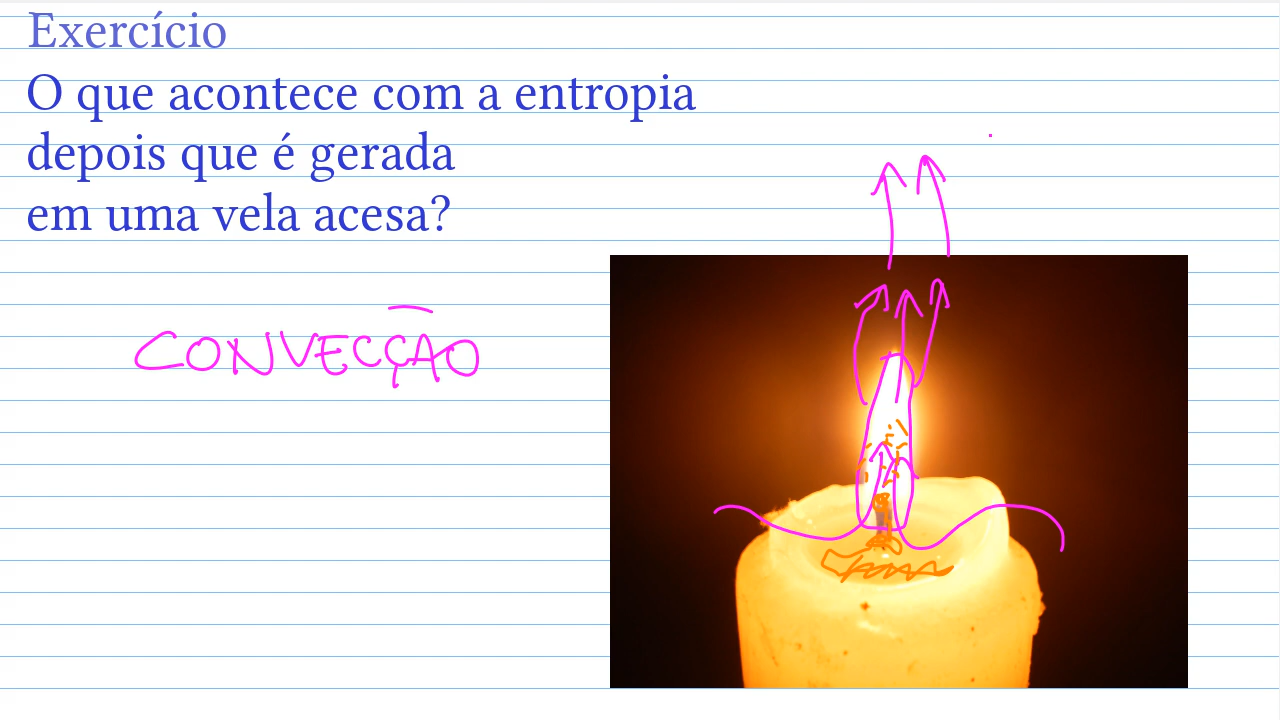 Exercício
O que acontece com a entropia
depois que é gerada
em uma vela acesa?
CONVECÇÃO